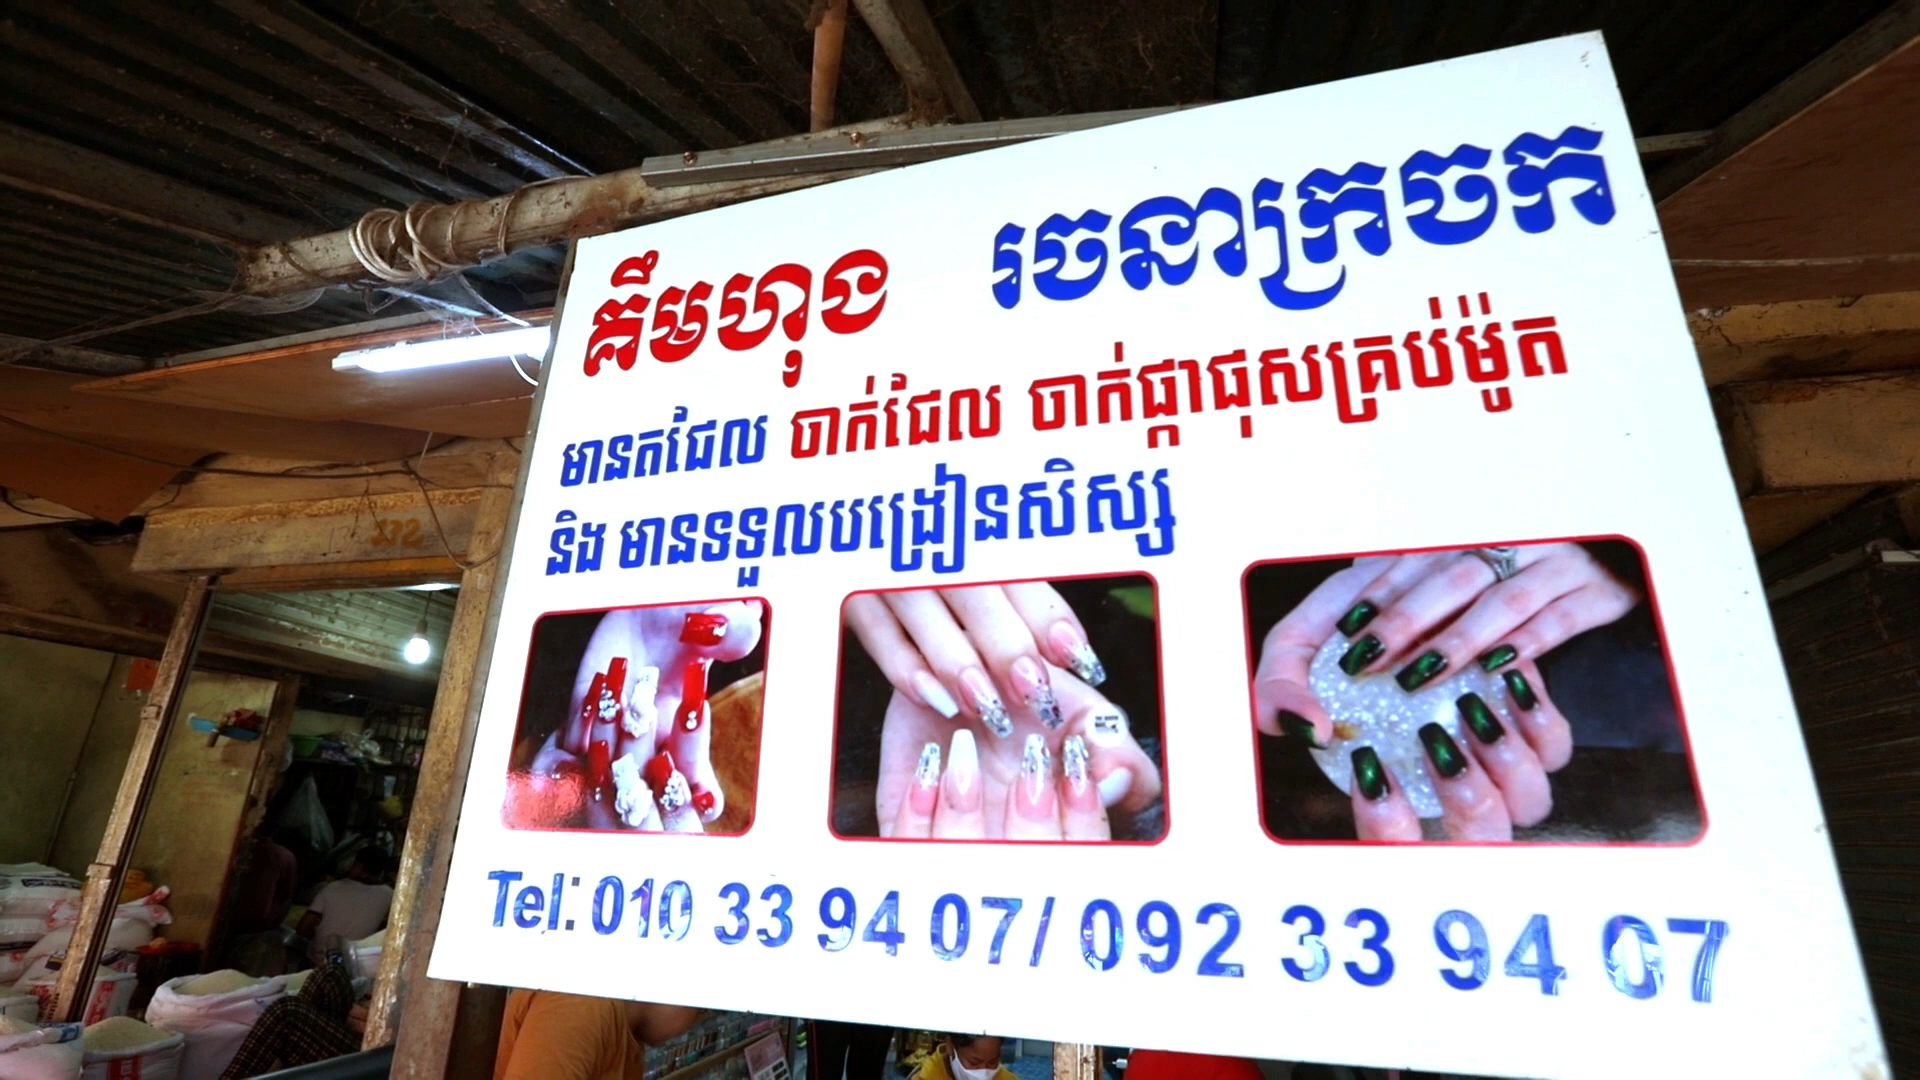 គឹមហុង រចនាក្រចក
មានតជែល ចាក់ជែល ចាក់ផ្កាផុសគ្រប់ម៉ូត
និង មានទទួលបង្រៀនសិស្ស
Tel: 010 33 94 07/ 092 33 94 07